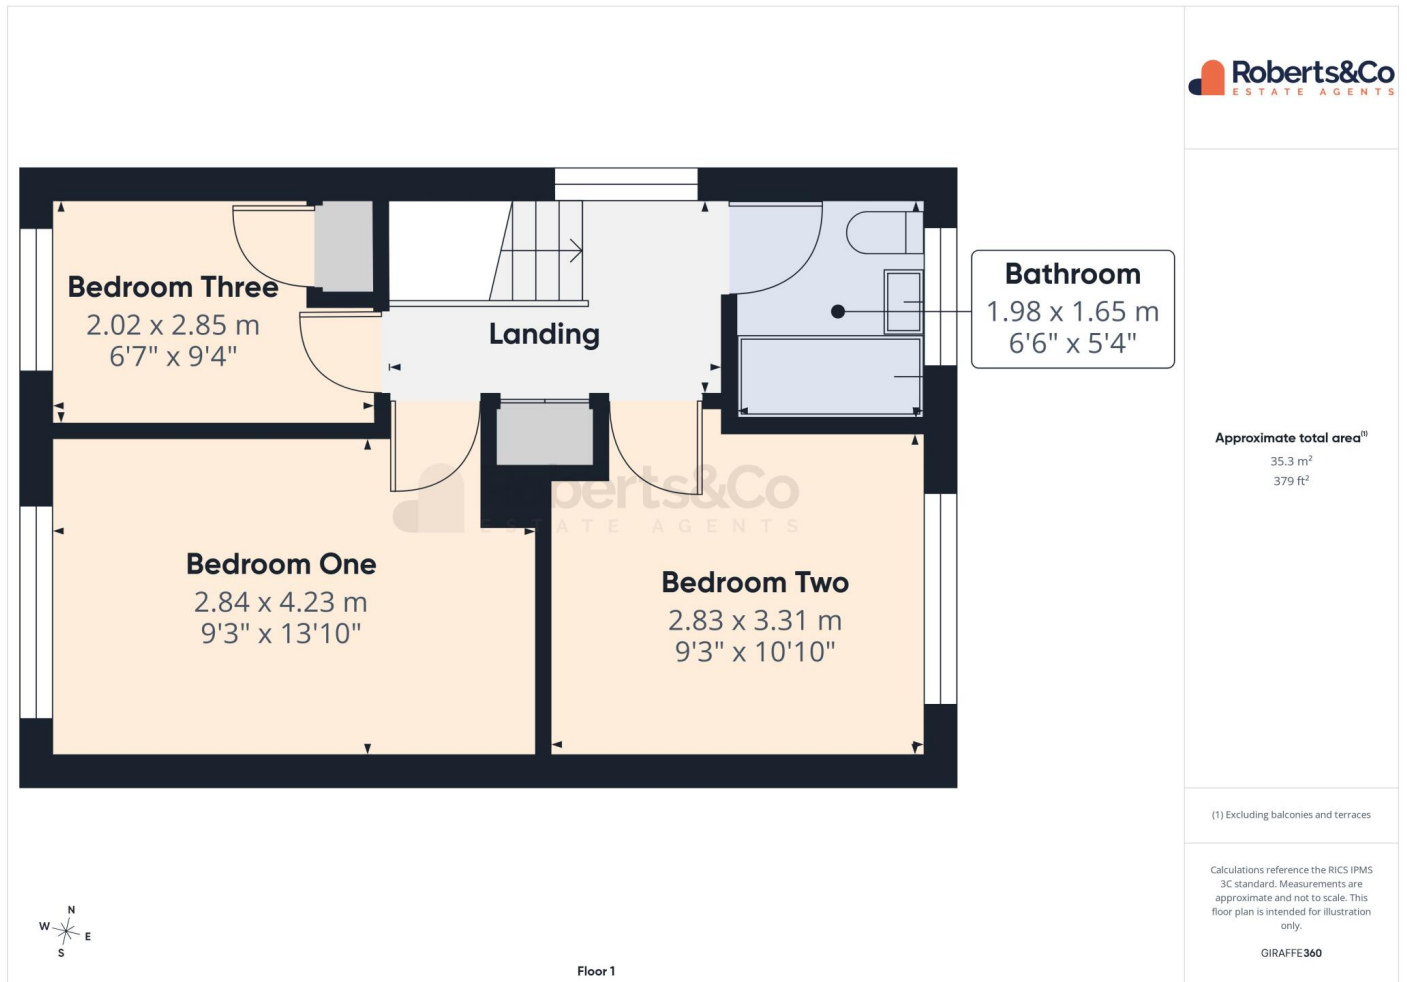 Roberts&Co
ESTATE AGENTS
Bedroom Three
2.02 x 2.85 m
6'7" x 9'4"
Landing
Bathroom
1.98 x 1.65 m
6'6" x 5'4"
Roberts&Co
ESTATE AGENTS
Bedroom One
2.84 x 4.23 m
9'3" x 13'10"
Bedroom Two
2.83 x 3.31 m
9'3" x 10'10"
Approximate total area⁽¹⁾
35.3 m²
379 ft²
(1) Excluding balconies and terraces
Calculations reference the RICS IPMS
3C standard. Measurements are
approximate and not to scale. This
floor plan is intended for illustration
only.
GIRAFFE360
N
W
E
S
Floor 1